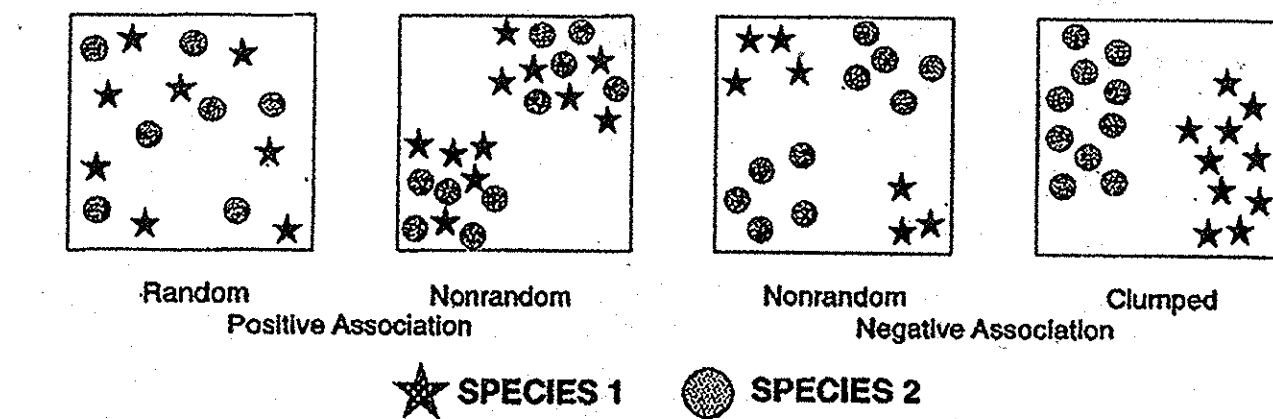 Random Nonrandom Nonrandom Clumped
Positive Association Negative Association
SPECIES 1 SPECIES 2